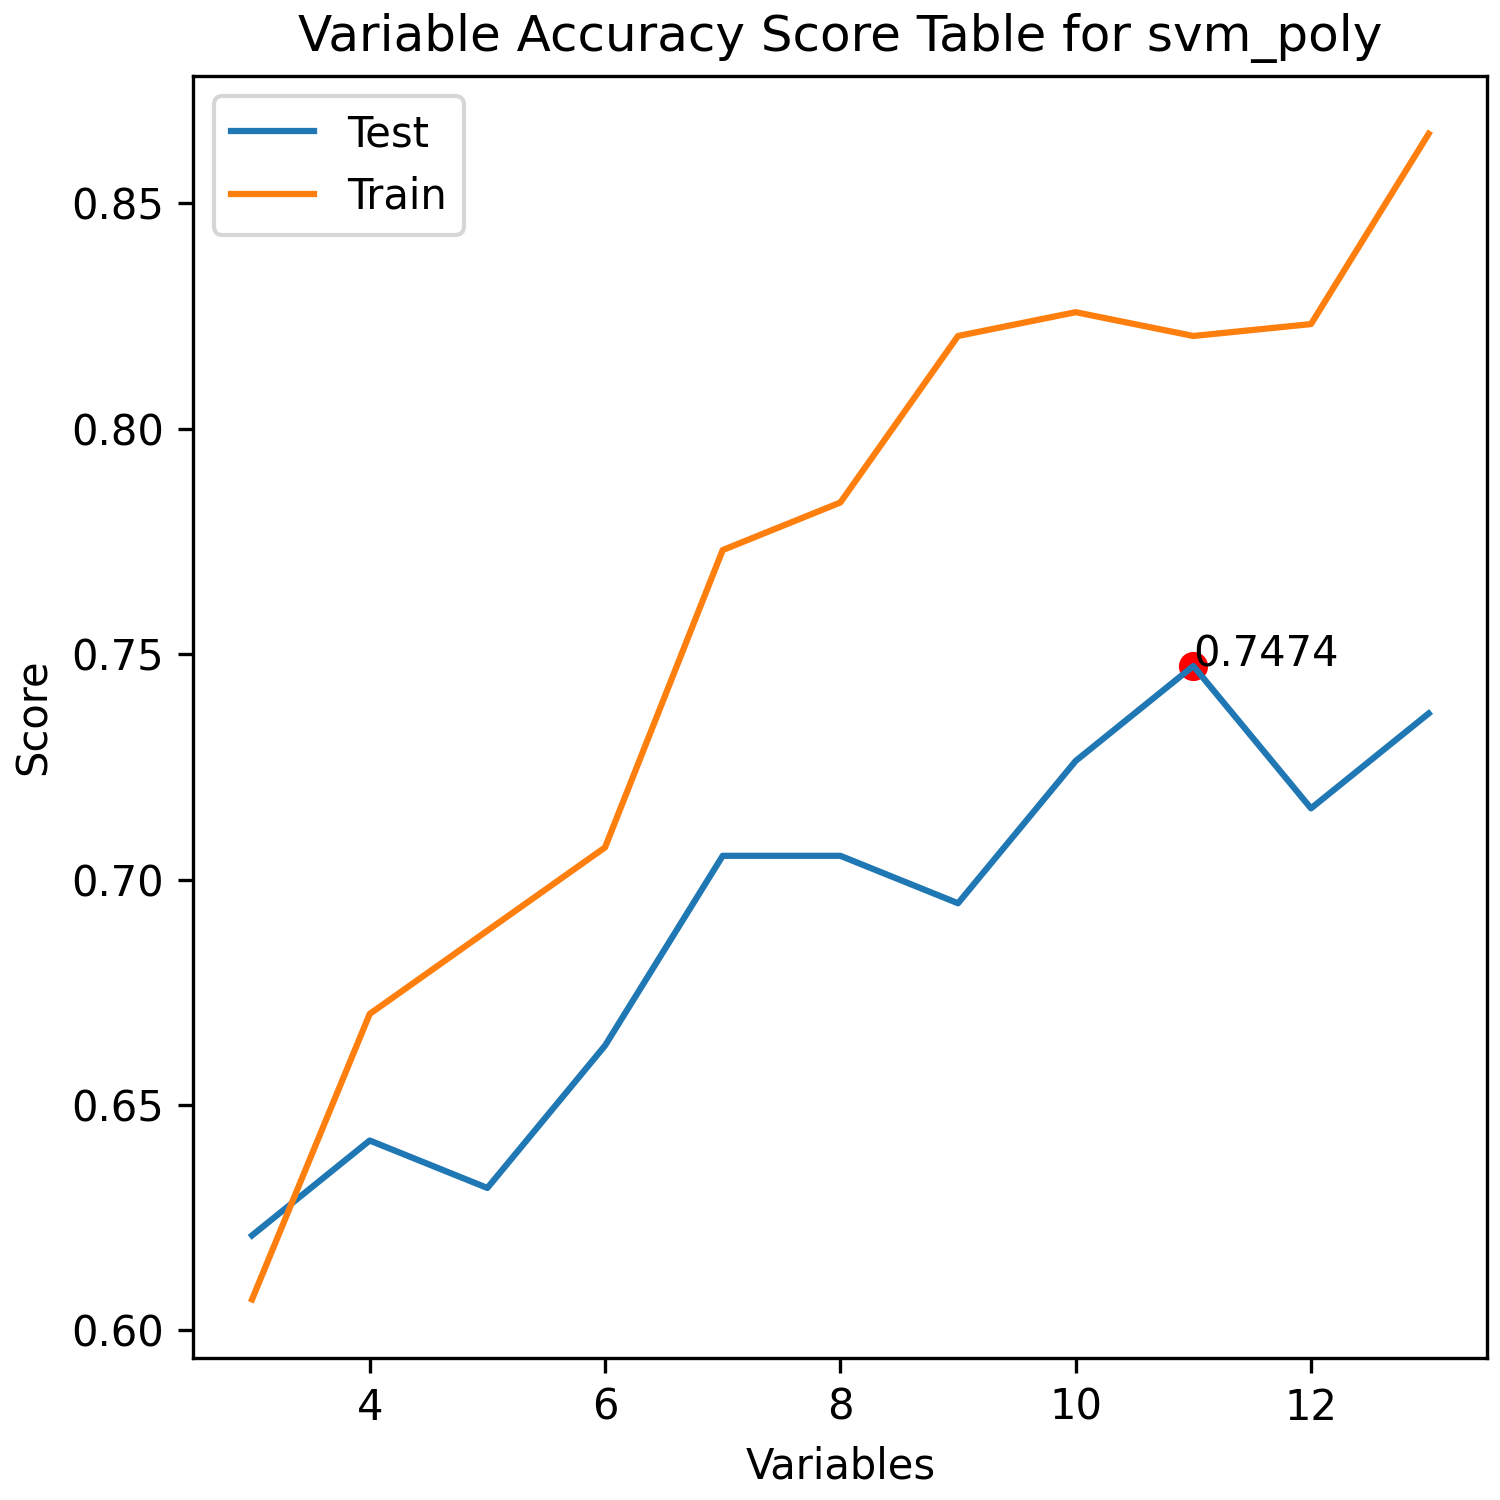 Variable Accuracy Score Table for svm_poly
Test
Train
0.85
0.80
0.75
0.70
0.65
0.60
0.7474
Score
4 6 8 10 12
Variables